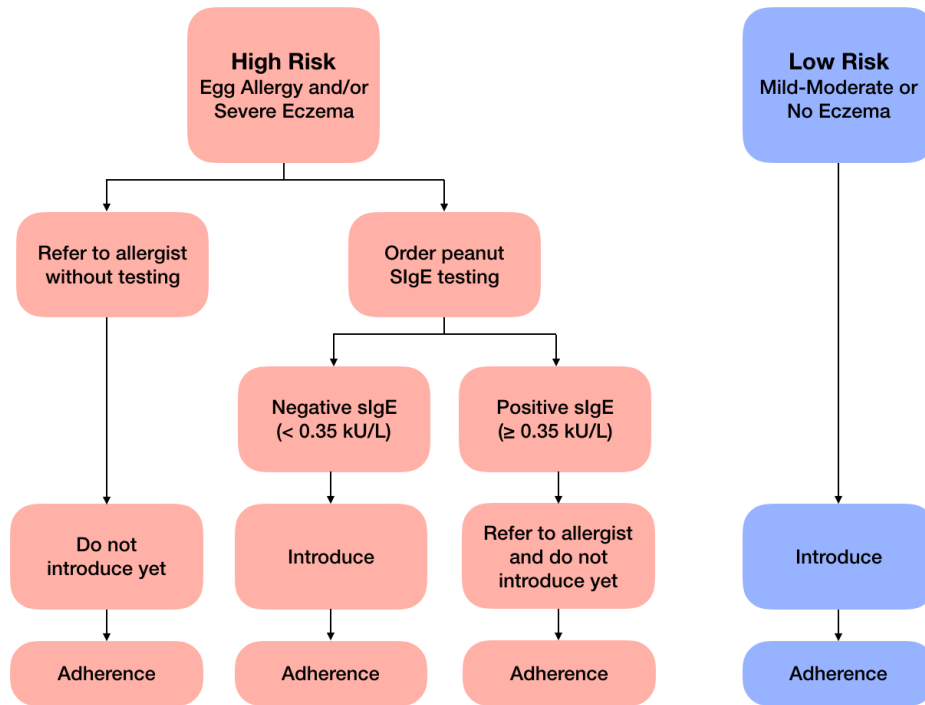 High Risk
Egg Allergy and/or
Severe Eczema
Low Risk
Mild-Moderate or
No Eczema
Refer to allergist
without testing
Order peanut
SIgE testing
Negative sIgE
(< 0.35 kU/L)
Positive sIgE
(≥ 0.35 kU/L)
Do not
introduce yet
Introduce
Refer to allergist
and do not
introduce yet
Introduce
Adherence
Adherence
Adherence
Adherence